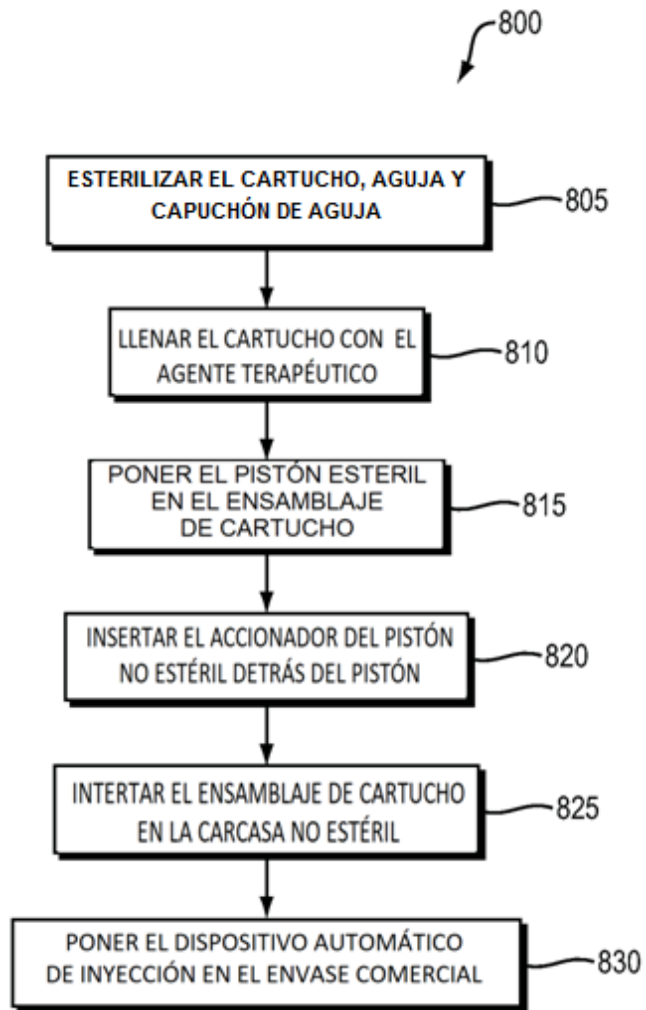 800
ESTERILIZAR EL CARTUCHO, AGUJA Y
CAPUCHÓN DE AGUJA
805
LLENAR EL CARTUCHO CON EL
AGENTE TERAPÉUTICO
810
PONER EL PISTÓN ESTERIL
EN EL ENSAMBLAJE
DE CARTUCHO
815
INSERTAR EL ACCIONADOR DEL PISTÓN
NO ESTÉRIL DETRÁS DEL PISTÓN
820
INTERTAR EL ENSAMBLAJE DE CARTUCHO
EN LA CARCASA NO ESTÉRIL
825
PONER EL DISPOSITIVO AUTOMÁTICO
DE INYECCIÓN EN EL ENVASE COMERCIAL
830